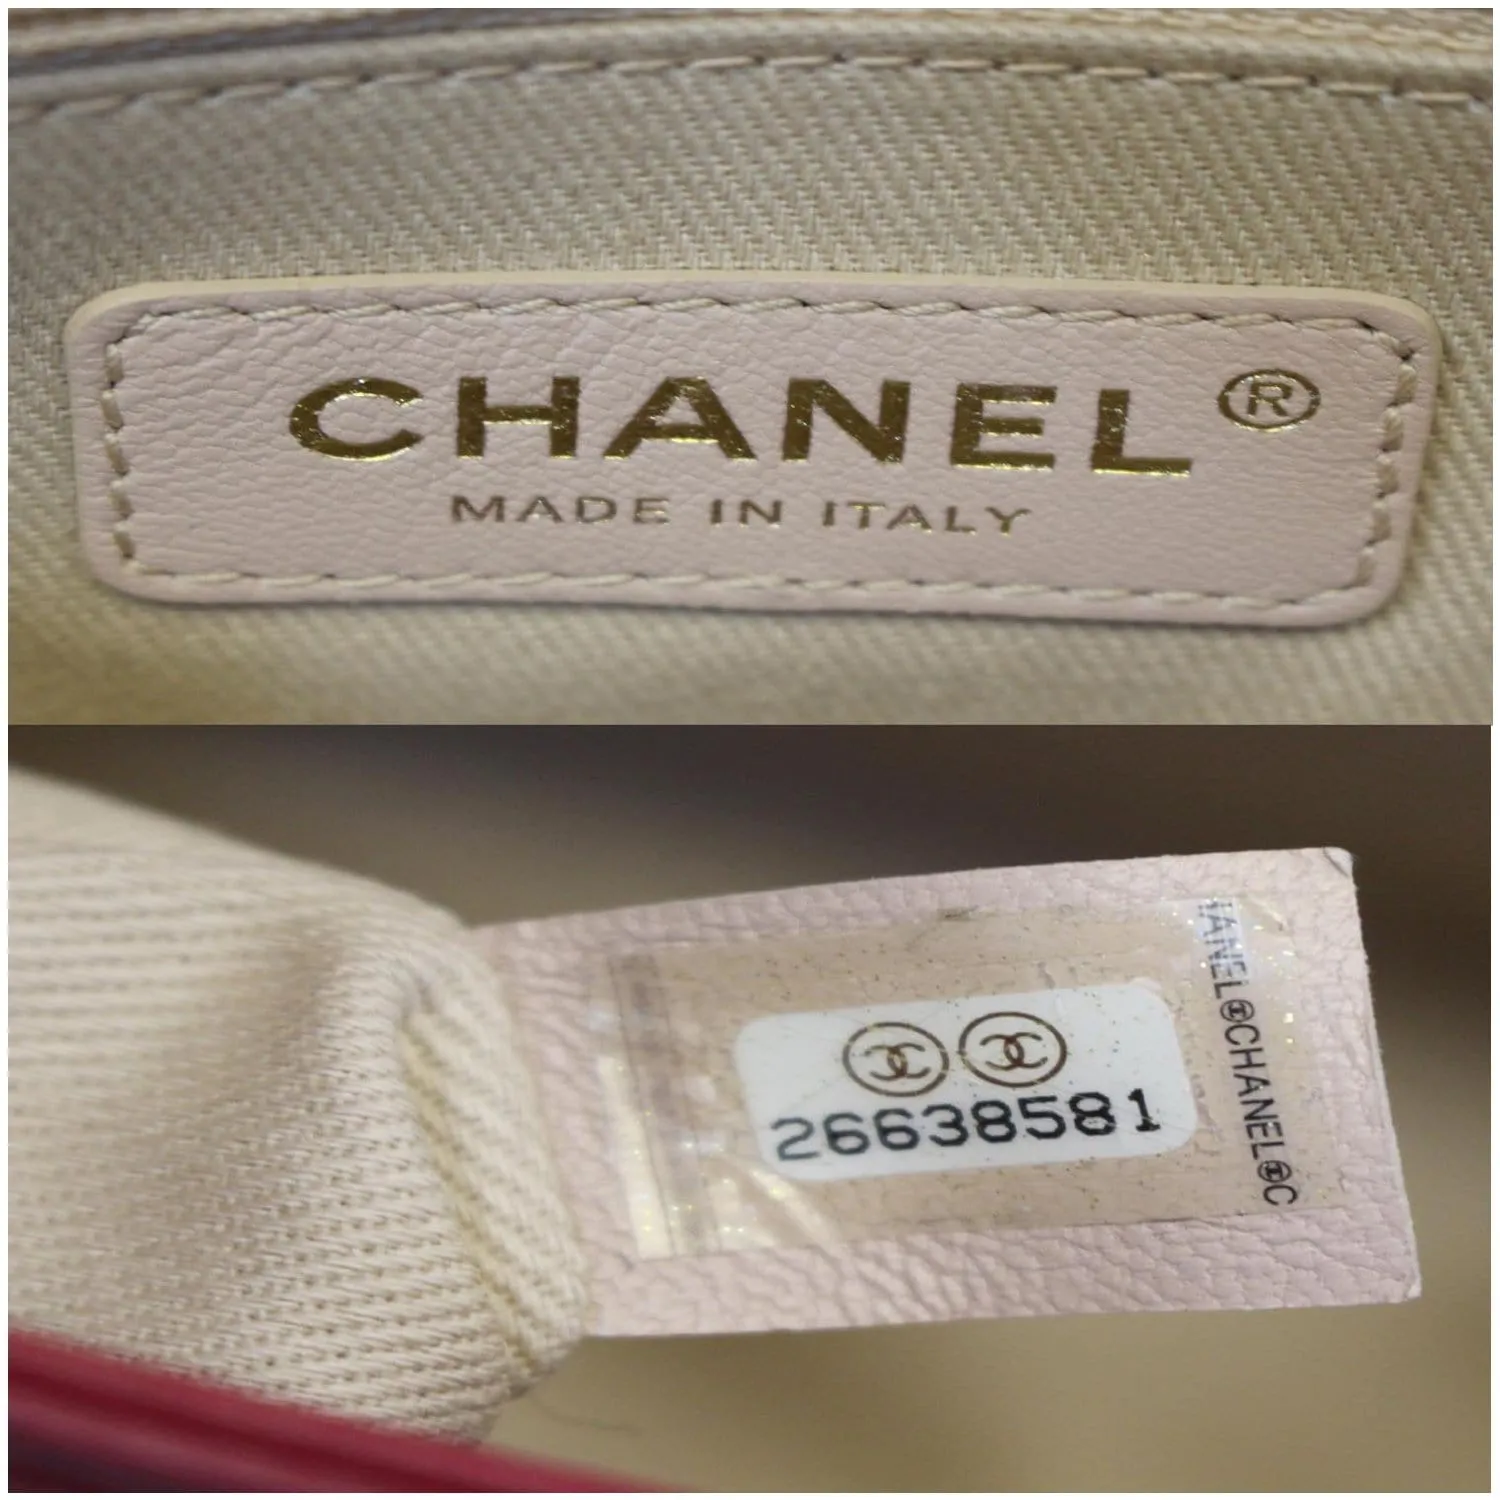 CHANEL®
MADE IN ITALY
26638581
HANEL CHANEL C